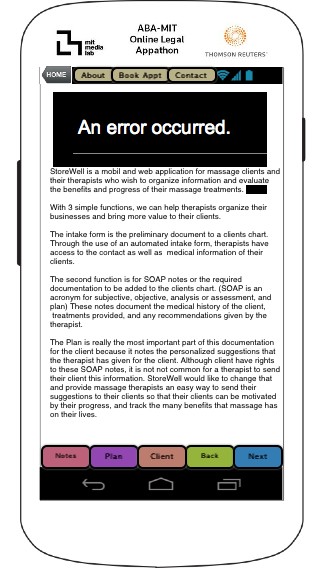 ABA-MIT
Online Legal
Appathon
mit
media
lab
THOMSON REUTERS
HOME
About
Book Appt
Contact
An error occurred.
StoreWell is a mobil and web application for massage clients and
their therapists who wish to organize information and evaluate
the benefits and progress of their massage treatments.
With 3 simple functions, we can help therapists organize their
businesses and bring more value to their clients.
The intake form is the preliminary document to a clients chart.
Through the use of an automated intake form, therapists have
access to the contact as well as  medical information of their
clients.
The second function is for SOAP notes or the required
documentation to be added to the clients chart. (SOAP is an
acronym for subjective, objective, analysis or assessment, and
plan) These notes document the medical history of the client,
treatments provided, and any recommendations given by the
therapist.
The Plan is really the most important part of this documentation
for the client because it notes the personalized suggestions that
the therapist has given for the client. Although client have rights
to these SOAP notes, it is not not common for a therapist to send
their client this information. StoreWell would like to change that
and provide massage therapists an easy way to send their
suggestions to their clients so that their clients can be motivated
by their progress, and track the many benefits that massage has
on their lives.
Notes
Plan
Client
Back
Next